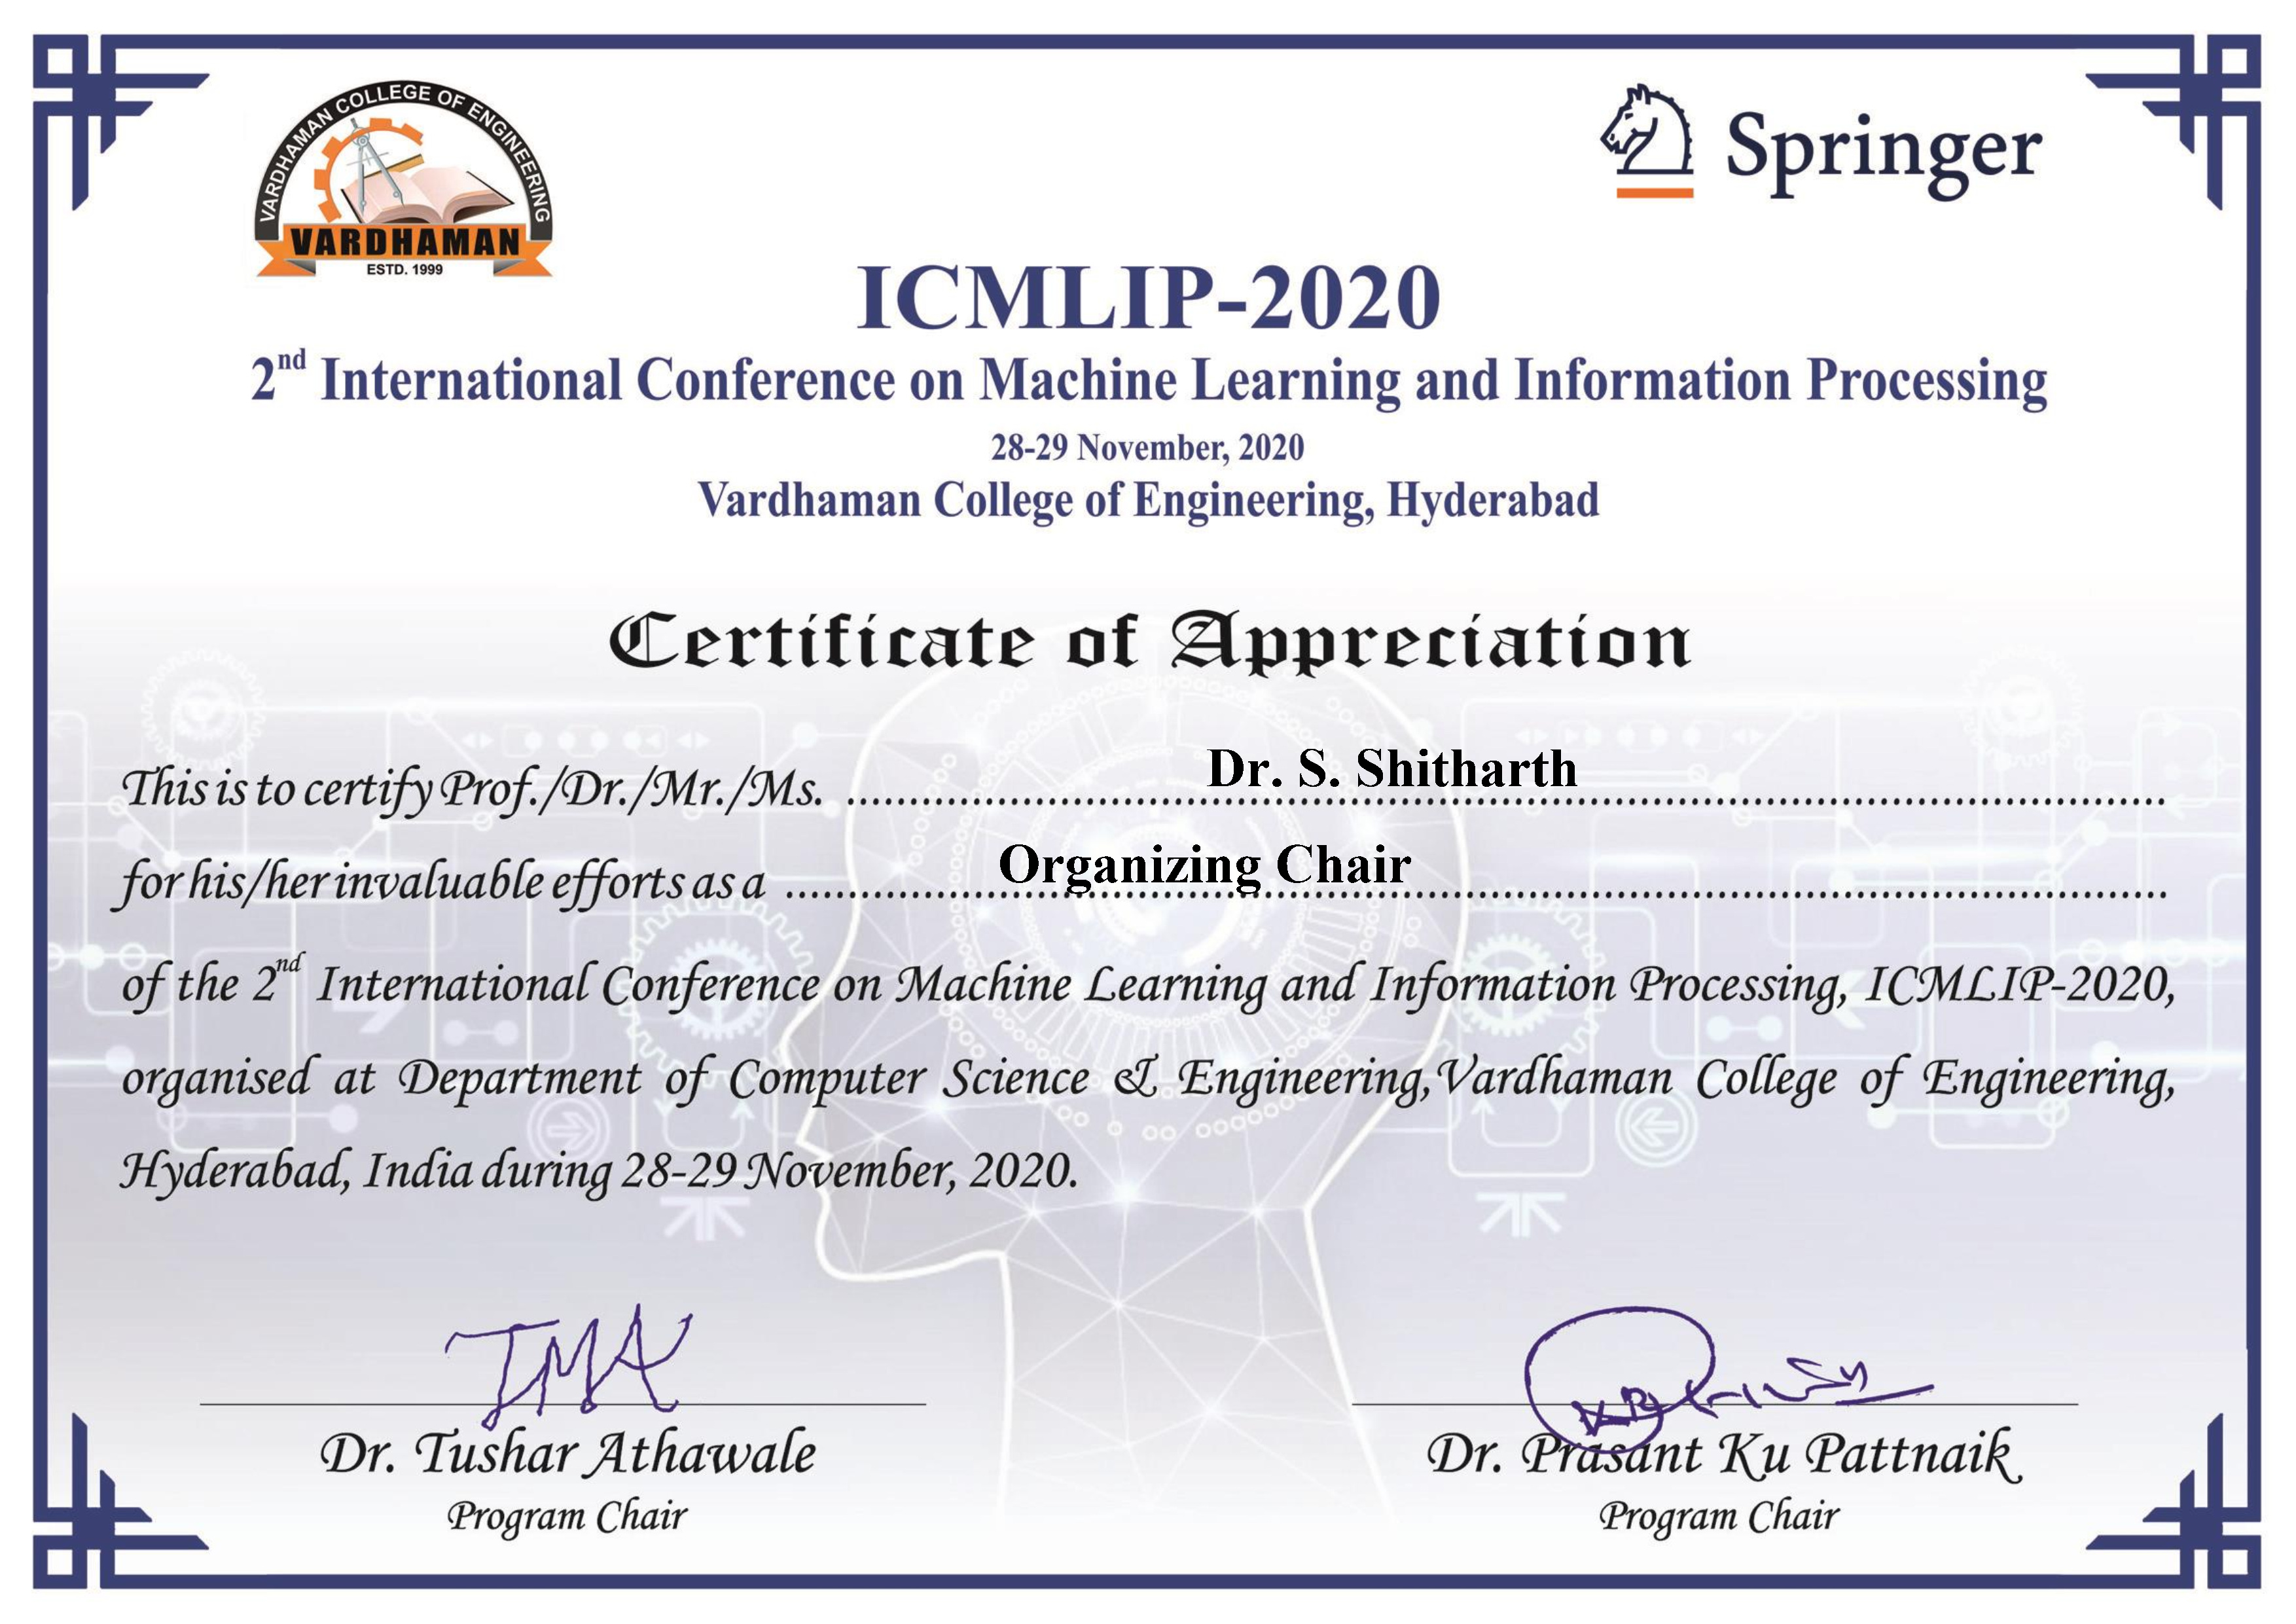 VARDHAMAN COLLEGE OF ENGINEERING
VARDHAMAN
ESTD. 1999
Springer
ICMLIP-2020
2nd International Conference on Machine Learning and Information Processing
28-29 November, 2020
Vardhaman College of Engineering, Hyderabad
Certificate of Appreciation
This is to certify Prof./Dr./Mr./Ms. Dr. S. Shitharth
for his/her invaluable efforts as a Organizing Chair
of the 2nd International Conference on Machine Learning and Information Processing, ICMLIP-2020,
organised at Department of Computer Science & Engineering,Vardhaman College of Engineering,
Hyderabad, India during 28-29 November, 2020.
TMA
Dr. Tushar Athawale
Program Chair
Dr. Prasant Ku Pattnaik
Program Chair